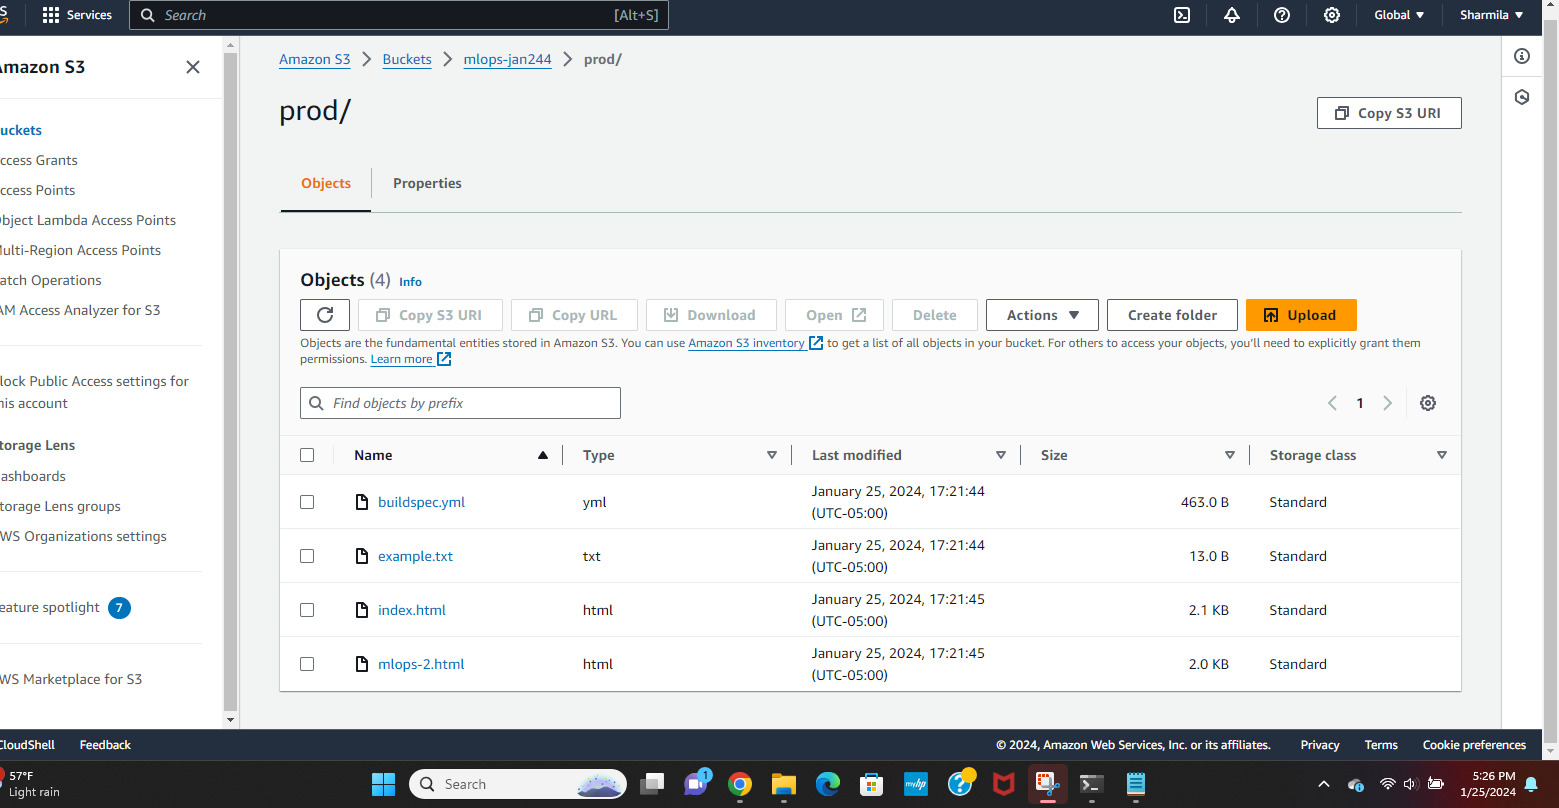 Services
Search
[Alt+S]
Global
Sharmila
Amazon S3
uckets
ccess Grants
ccess Points
bject Lambda Access Points
ulti-Region Access Points
atch Operations
AM Access Analyzer for S3
lock Public Access settings for
his account
torage Lens
ashboards
torage Lens groups
WS Organizations settings
eature spotlight 7
WS Marketplace for S3
Amazon S3 > Buckets > mlops-jan244 > prod/
prod/
Copy S3 URI
Objects
Properties
Objects (4) Info
Copy S3 URI
Copy URL
Download
Open
Delete
Actions
Create folder
Upload
Objects are the fundamental entities stored in Amazon S3. You can use Amazon S3 inventory to get a list of all objects in your bucket. For others to access your objects, you’ll need to explicitly grant them
permissions. Learn more
Find objects by prefix
1
Name Type Last modified Size Storage class
buildspec.yml yml January 25, 2024, 17:21:44 (UTC-05:00) 463.0 B Standard
example.txt txt January 25, 2024, 17:21:44 (UTC-05:00) 13.0 B Standard
index.html html January 25, 2024, 17:21:45 (UTC-05:00) 2.1 KB Standard
mlops-2.html html January 25, 2024, 17:21:45 (UTC-05:00) 2.0 KB Standard
CloudShell Feedback © 2024, Amazon Web Services, Inc. or its affiliates. Privacy Terms Cookie preferences
57°F
Light rain
Search
1
myhp
5:26 PM
1/25/2024